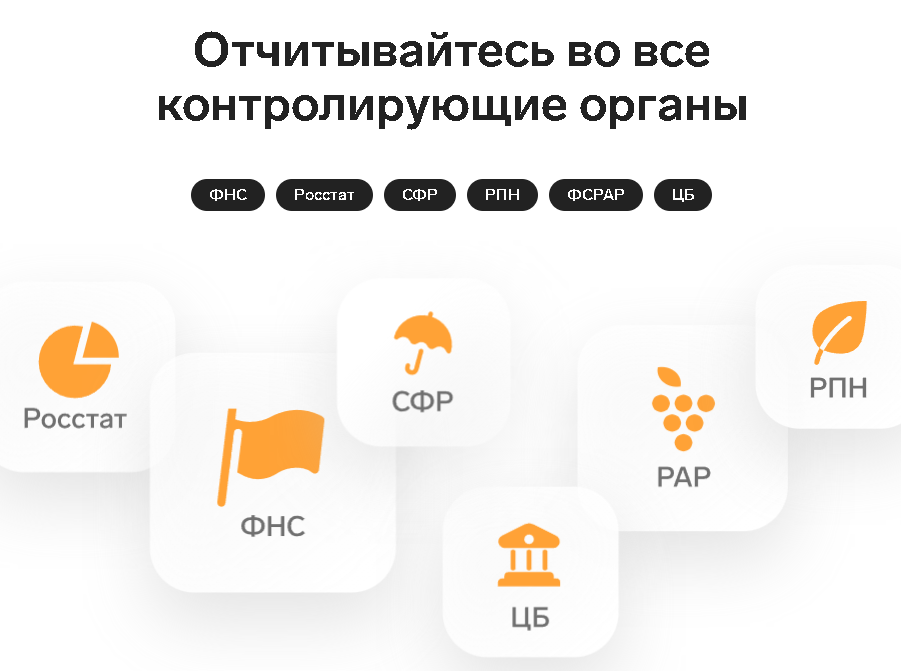 Отчитывайтесь во все
контролирующие органы
ФНС Росстат СФР РПН ФСРАР ЦБ
Росстат
ФНС
СФР
ЦБ
РАР
РПН